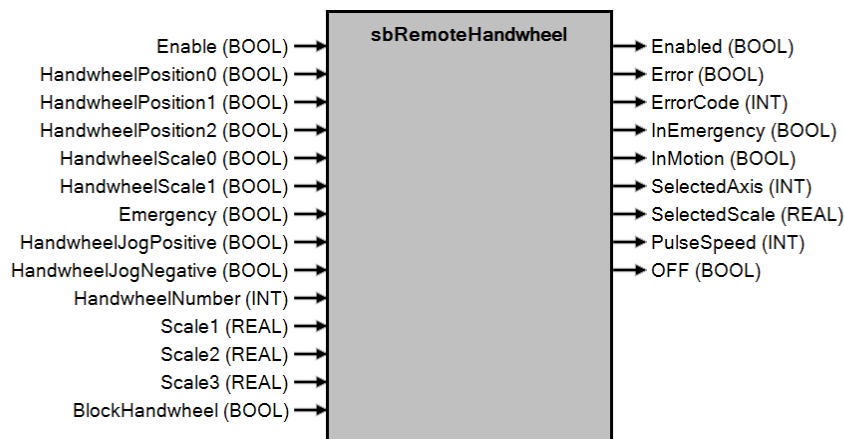 sbRemoteHandwheel
Enable (BOOL)
HandwheelPosition0 (BOOL)
HandwheelPosition1 (BOOL)
HandwheelPosition2 (BOOL)
HandwheelScale0 (BOOL)
HandwheelScale1 (BOOL)
Emergency (BOOL)
HandwheelJogPositive (BOOL)
HandwheelJogNegative (BOOL)
HandwheelNumber (INT)
Scale1 (REAL)
Scale2 (REAL)
Scale3 (REAL)
BlockHandwheel (BOOL)
Enabled (BOOL)
Error (BOOL)
ErrorCode (INT)
InEmergency (BOOL)
InMotion (BOOL)
SelectedAxis (INT)
SelectedScale (REAL)
PulseSpeed (INT)
OFF (BOOL)